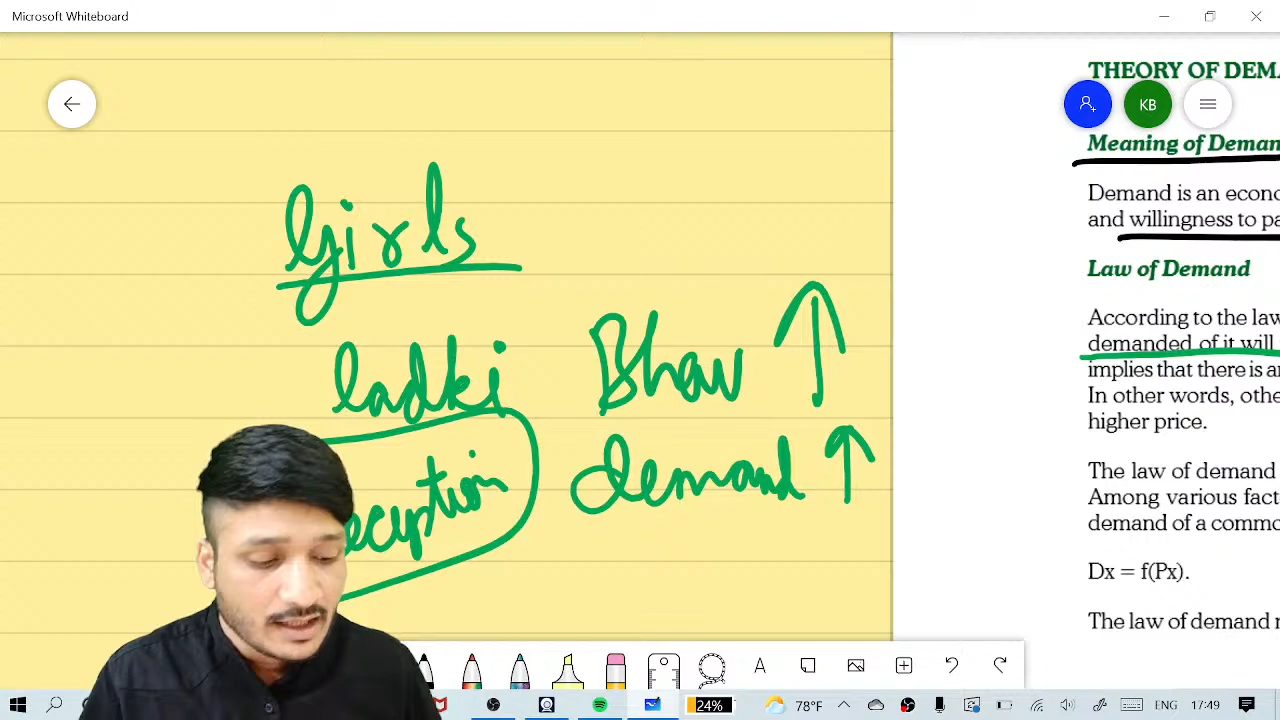 Microsoft Whiteboard
KB
Girls
ladki
Bhav ↑
demand ↑
eception
THEORY OF DEMA
Meaning of Deman
Demand is an econo
and willingness to pa
Law of Demand
According to the law
demanded of it will
implies that there is an
In other words, othe
higher price.
The law of demand
Among various fact
demand of a commo
Dx = f(Px).
The law of demand r
A
24%
78°F
ENG
17:49